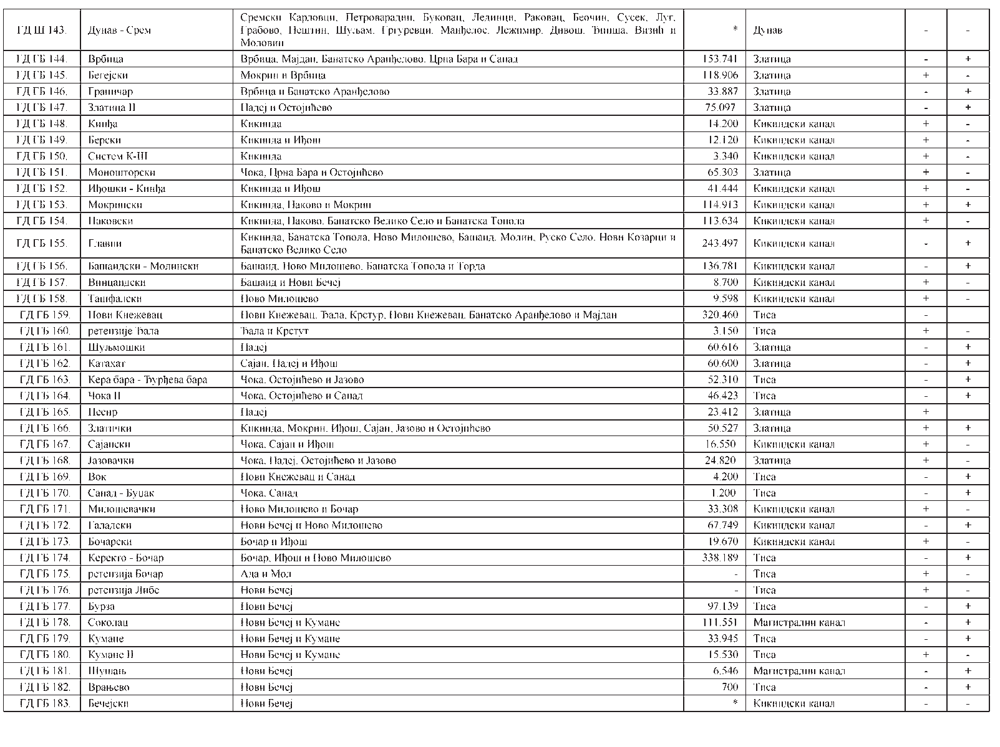 ГД Ш 143. Дунав - Срем Сремски Карловци, Петроварадин, Буковац, Лединци, Раковац, Беочин, Сусек, Луг, * Дунав - -
Грабово, Нештин, Шуљам, Гргуревци, Манђелос, Лежимир, Дивош, Ђипша, Визић и
Моловин
ГД ГБ 144. Врбица Врбица, Мајдан, Банатско Аранђелово, Црна Бара и Санад 153.741 Златица - +
ГД ГБ 145. Бегејски Мокрин и Врбица 118.906 Златица + -
ГД ГБ 146. Граничар Врбица и Банатско Аранђелово 33.887 Златица - +
ГД ГБ 147. Златица II Падеј и Остојићево 75.097 Златица - +
ГД ГБ 148. Кинђа Кикинда 14.200 Кикиндски канал + -
ГД ГБ 149. Берски Кикинда и Иђош 12.120 Кикиндски канал + -
ГД ГБ 150. Систем К-III Кикинда 3.340 Кикиндски канал + -
ГД ГБ 151. Моношторски Чока, Црна Бара и Остојићево 65.303 Златица + -
ГД ГБ 152. Иђошки - Кинђа Кикинда и Иђош 41.444 Кикиндски канал + -
ГД ГБ 153. Мокрински Кикинда, Наково и Мокрин 114.913 Кикиндски канал + +
ГД ГБ 154. Наковски Кикинда, Наково, Банатско Велико Село и Банатска Топола 113.634 Кикиндски канал + -
ГД ГБ 155. Главни Кикинда, Банатска Топола, Ново Милошево, Башаид, Молин, Руско Село, Нови Козарци и 243.497 Кикиндски канал - +
Банатско Велико Село
ГД ГБ 156. Башаидски - Молински Башаид, Ново Милошево, Банатска Топола и Торда 136.781 Кикиндски канал - +
ГД ГБ 157. Винцаидски Башаид и Нови Бечеј 8.700 Кикиндски канал + -
ГД ГБ 158. Ташфалски Ново Милошево 9.598 Кикиндски канал + -
ГД ГБ 159. Нови Кнежевац Нови Кнежевац, Ђала, Крстур, Нови Кнежевац, Банатско Аранђелово и Мајдан 320.460 Тиса -
ГД ГБ 160. ретензије Ђала Ђала и Крстут 3.150 Тиса + -
ГД ГБ 161. Шуљмошки Падеј 60.616 Златица - +
ГД ГБ 162. Катахат Сајан, Падеј и Иђош 60.600 Златица - +
ГД ГБ 163. Кера бара - Ђурђева бара Чока, Остојићево и Јазово 52.310 Тиса - +
ГД ГБ 164. Чока II Чока, Остојићево и Санад 46.423 Тиса - +
ГД ГБ 165. Песир Падеј 23.412 Златица +
ГД ГБ 166. Златички Кикинда, Мокрин, Иђош, Сајан, Јазово и Остојићево 50.527 Златица + +
ГД ГБ 167. Сајански Чока, Сајан и Иђош 16.550 Кикиндски канал + -
ГД ГБ 168. Јазовачки Чока, Падеј, Остојићево и Јазово 24.820 Златица + -
ГД ГБ 169. Вок Нови Кнежевац и Санад 4.200 Тиса - +
ГД ГБ 170. Санад - Буџак Чока, Санад 1.200 Тиса - +
ГД ГБ 171. Милошевачки Ново Милошево и Бочар 33.308 Кикиндски канал + -
ГД ГБ 172. Галадски Нови Бечеј и Ново Милошево 67.749 Кикиндски канал - +
ГД ГБ 173. Бочарски Бочар и Иђош 19.670 Кикиндски канал + -
ГД ГБ 174. Керекто - Бочар Бочар, Иђош и Ново Милошево 338.189 Тиса - +
ГД ГБ 175. ретензија Бочар Ада и Мол - Тиса + -
ГД ГБ 176. ретензија Либе Нови Бечеј - Тиса + -
ГД ГБ 177. Бурза Нови Бечеј 97.139 Тиса - +
ГД ГБ 178. Соколац Нови Бечеј и Кумане 111.551 Магистрални канал - +
ГД ГБ 179. Кумане Нови Бечеј и Кумане 33.945 Тиса - +
ГД ГБ 180. Кумане II Нови Бечеј и Кумане 15.530 Тиса + -
ГД ГБ 181. Шушањ Нови Бечеј 6.546 Магистрални канал - +
ГД ГБ 182. Врањево Нови Бечеј 700 Тиса - +
ГД ГБ 183. Бечејски Нови Бечеј * Кикиндски канал - -